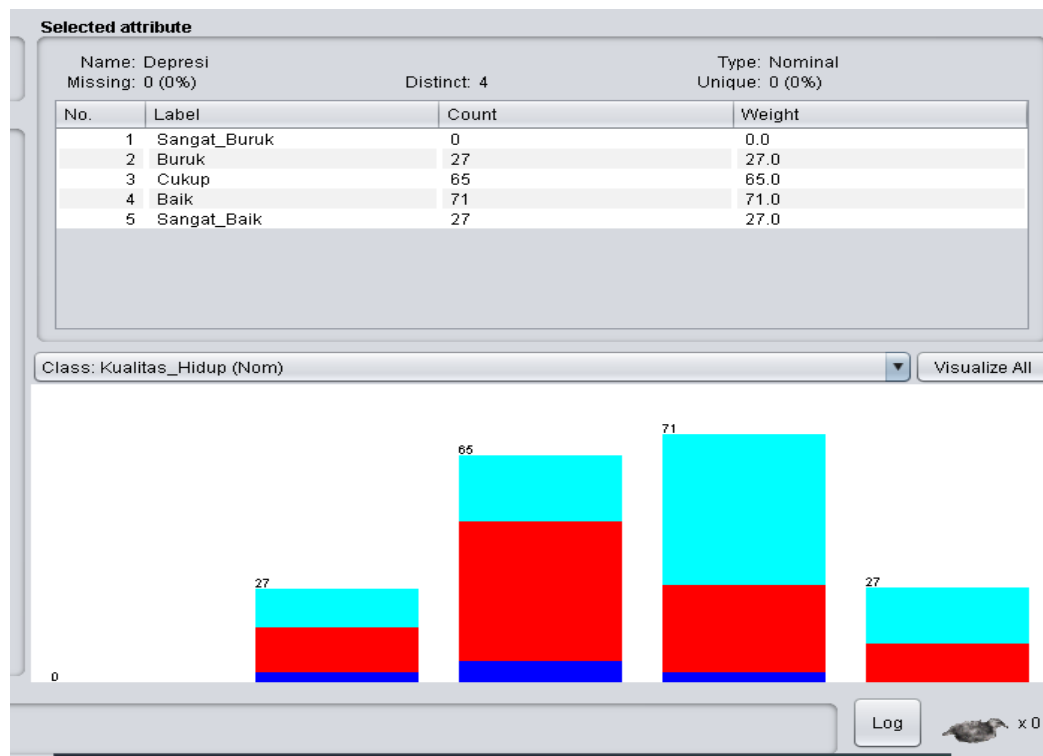 Selected attribute
Name: Depresi Type: Nominal
Missing: 0 (0%) Distinct: 4 Unique: 0 (0%)
No. Label Count Weight
1 Sangat_Buruk 0 0.0
2 Buruk 27 27.0
3 Cukup 65 65.0
4 Baik 71 71.0
5 Sangat_Baik 27 27.0
Class: Kualitas_Hidup (Nom) Visualize All
71
65
27 27
0
Log x 0